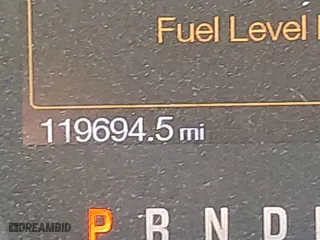 Fuel Level
119694.5 mi
P R N D
DREAMBID